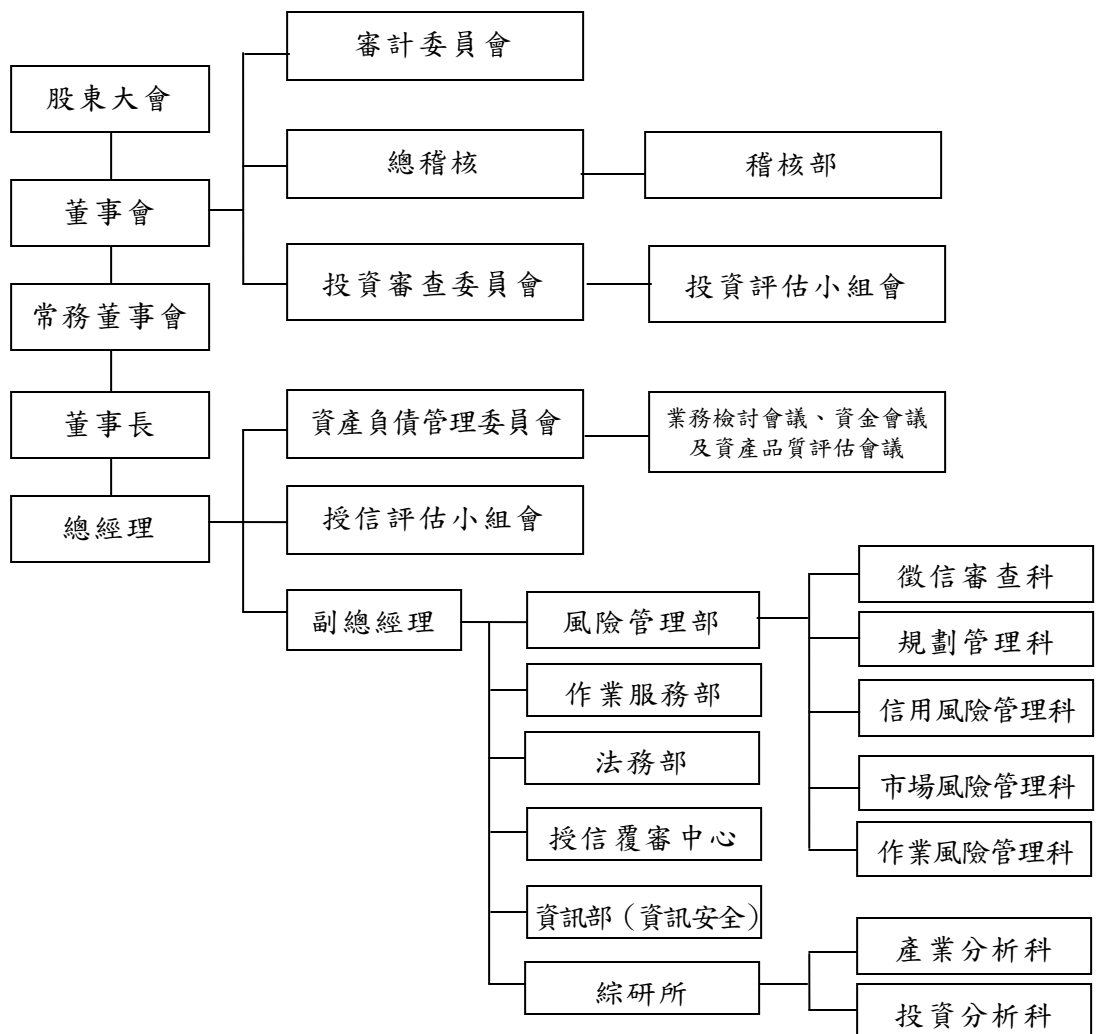 審計委員會
股東大會
總稽核
稽核部
董事會
投資審查委員會
投資評估小組會
常務董事會
董事長
資產負債管理委員會
業務檢討會議、資金會議
及資產品質評估會議
總經理
授信評估小組會
副總經理
風險管理部
徵信審查科
規劃管理科
作業服務部
信用風險管理科
法務部
市場風險管理科
授信覆審中心
作業風險管理科
資訊部（資訊安全）
產業分析科
綜研所
投資分析科